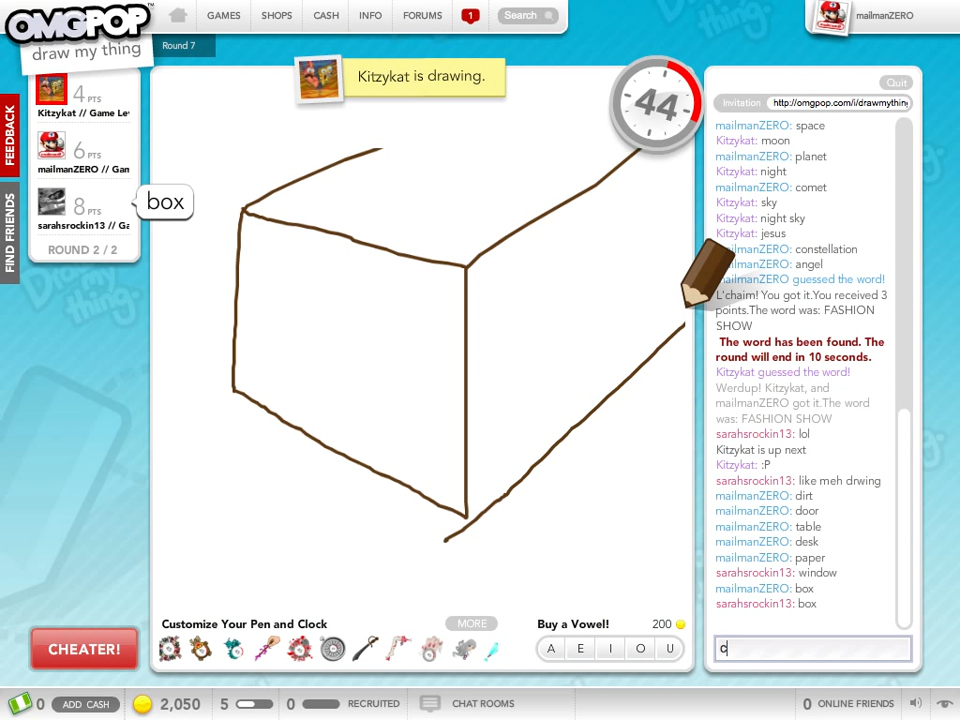 OMGPOP
draw my thing
GAMES
SHOPS
CASH
INFO
FORUMS
1
Search
mailmanZERO
Round 7
Kitzykat is drawing.
44
FEEDBACK
FIND FRIENDS
4 PTS
Kitzykat // Game Le
6 PTS
mailmanZERO // Gam
8 PTS
sarahsrockin13 // Ga
ROUND 2 / 2
box
Quit
Invitation http://omgpop.com/i/drawmything
mailmanZERO: space
Kitzykat: moon
mailmanZERO: planet
Kitzykat: night
mailmanZERO: comet
Kitzykat: sky
Kitzykat: night sky
Kitzykat: jesus
mailmanZERO: constellation
mailmanZERO: angel
mailmanZERO guessed the word!
L'chaim! You got it.You received 3
points.The word was: FASHION
SHOW
The word has been found. The
round will end in 10 seconds.
Kitzykat guessed the word!
Werdup! Kitzykat, and
mailmanZERO got it.The word
was: FASHION SHOW
sarahsrockin13: lol
Kitzykat is up next
Kitzykat: :P
sarahsrockin13: like meh drwing
mailmanZERO: dirt
mailmanZERO: door
mailmanZERO: table
mailmanZERO: desk
mailmanZERO: paper
sarahsrockin13: window
mailmanZERO: box
sarahsrockin13: box
c
Customize Your Pen and Clock
MORE
Buy a Vowel!
200
A E I O U
CHEATER!
0
ADD CASH
2,050
5
0
RECRUITED
CHAT ROOMS
0 ONLINE FRIENDS